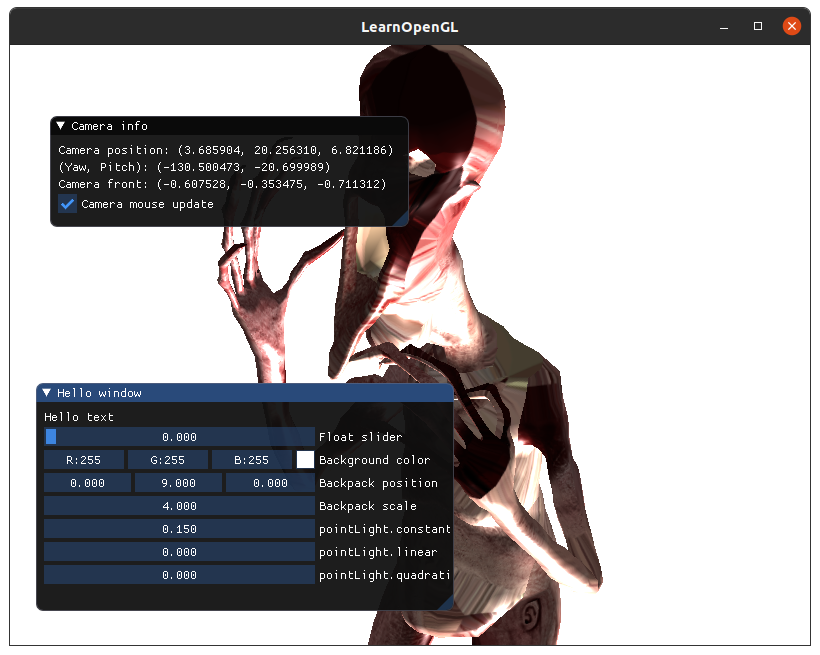 LearnOpenGL
Camera info
Camera position: (3.685904, 20.256310, 6.821186)
(Yaw, Pitch): (-130.500473, -20.699989)
Camera front: (-0.607528, -0.353475, -0.711312)
Camera mouse update
Hello window
Hello text
0.000 Float slider
R:255 G:255 B:255 Background color
0.000 9.000 0.000 Backpack position
4.000 Backpack scale
0.150 pointLight.constant
0.000 pointLight.linear
0.000 pointLight.quadrati